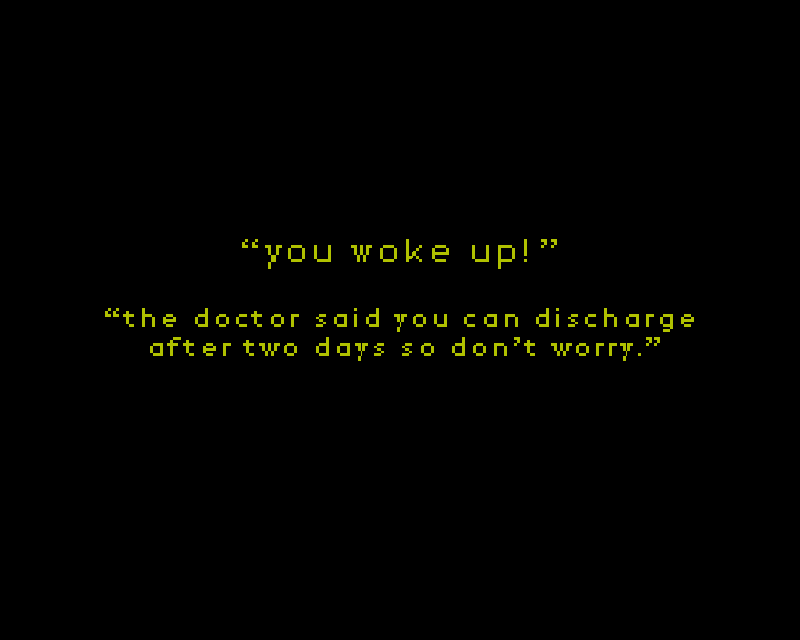 “you woke up!”
“the doctor said you can discharge
after two days so don’t worry.”